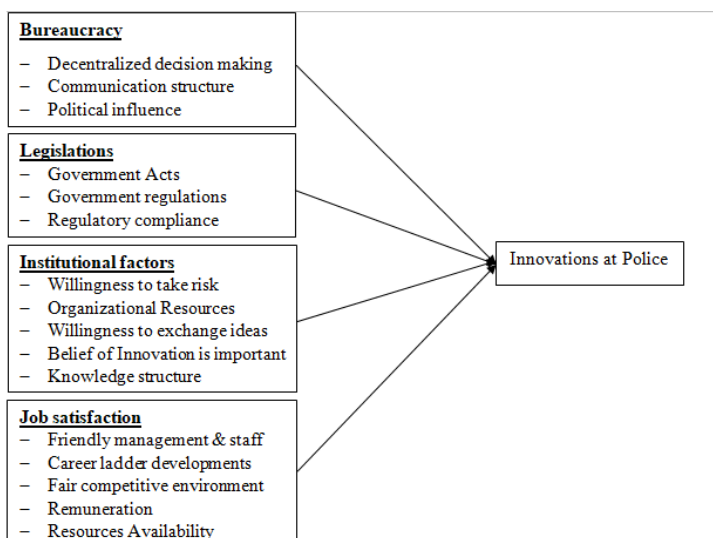 Bureaucracy
– Decentralized decision making
– Communication structure
– Political influence
Legislations
– Government Acts
– Government regulations
– Regulatory compliance
Institutional factors
– Willingness to take risk
– Organizational Resources
– Willingness to exchange ideas
– Belief of Innovation is important
– Knowledge structure
Job satisfaction
– Friendly management & staff
– Career ladder developments
– Fair competitive environment
– Remuneration
– Resources Availability
Innovations at Police